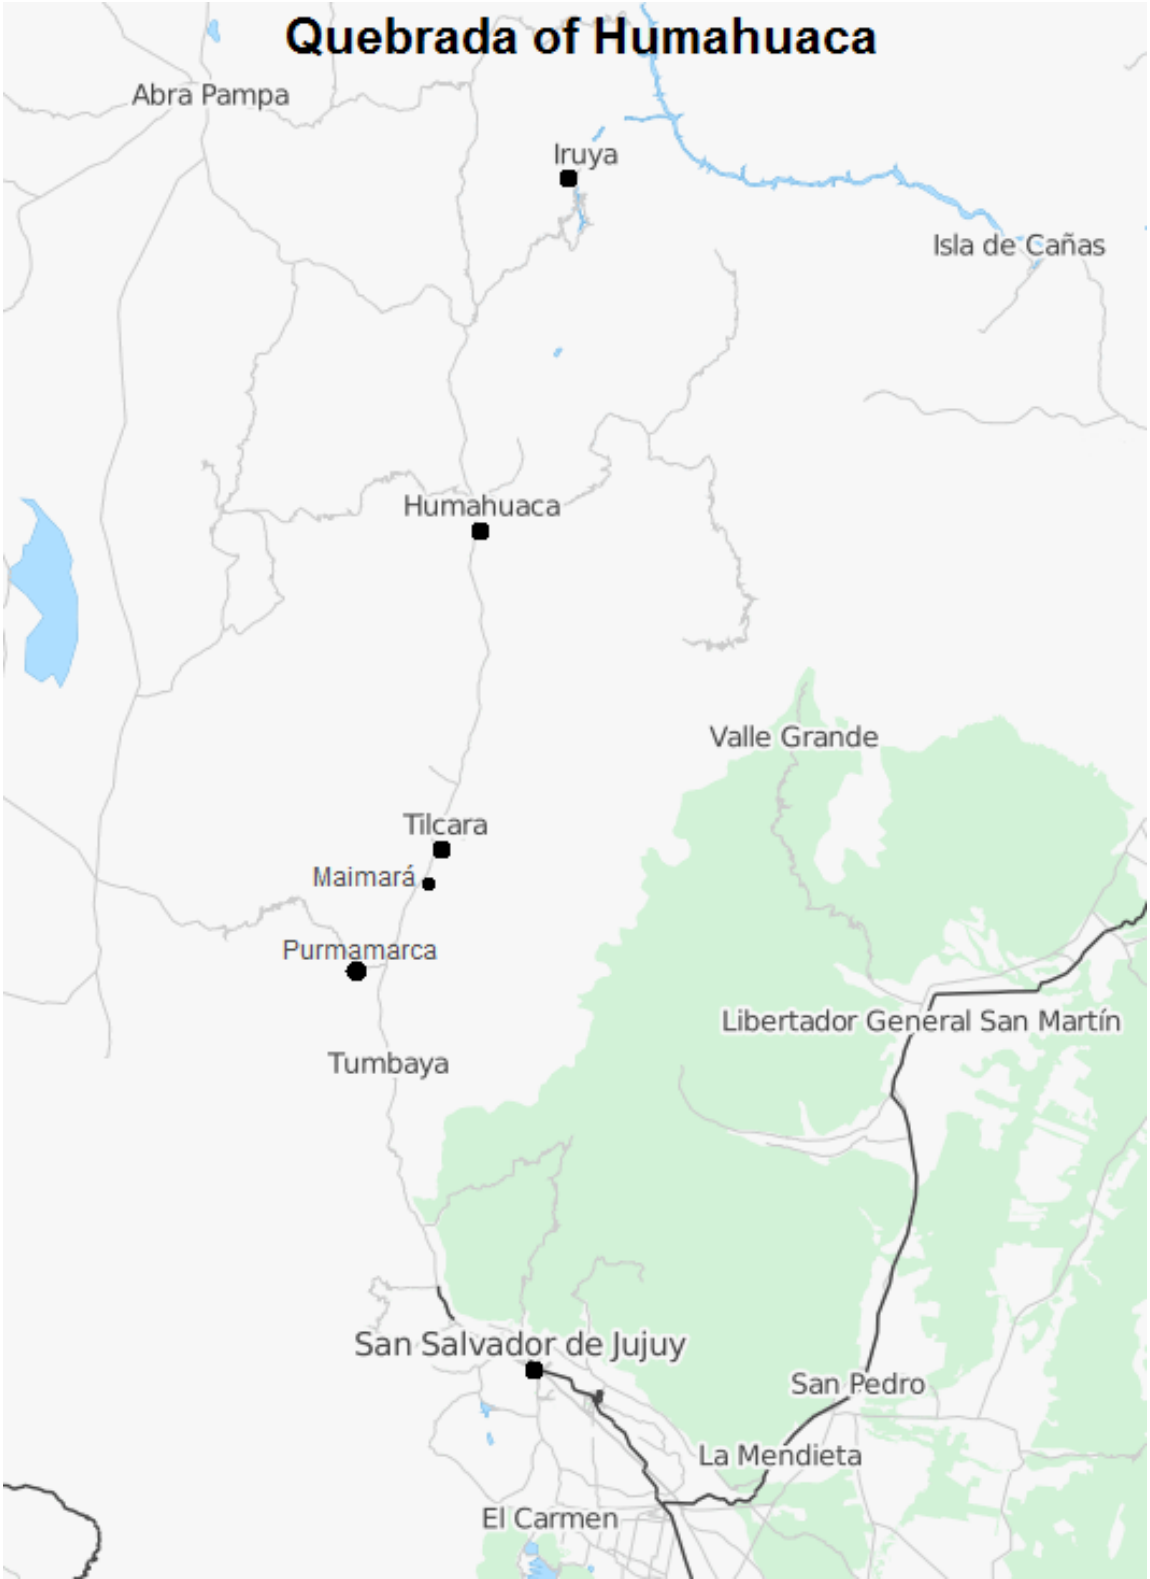 Quebrada of Humahuaca
Abra Pampa
Iruya
Isla de Cañas
Humahuaca
Valle Grande
Tilcara
Maimará
Purmamarca
Libertador General San Martín
Tumbaya
San Salvador de Jujuy
San Pedro
La Mendieta
El Carmen